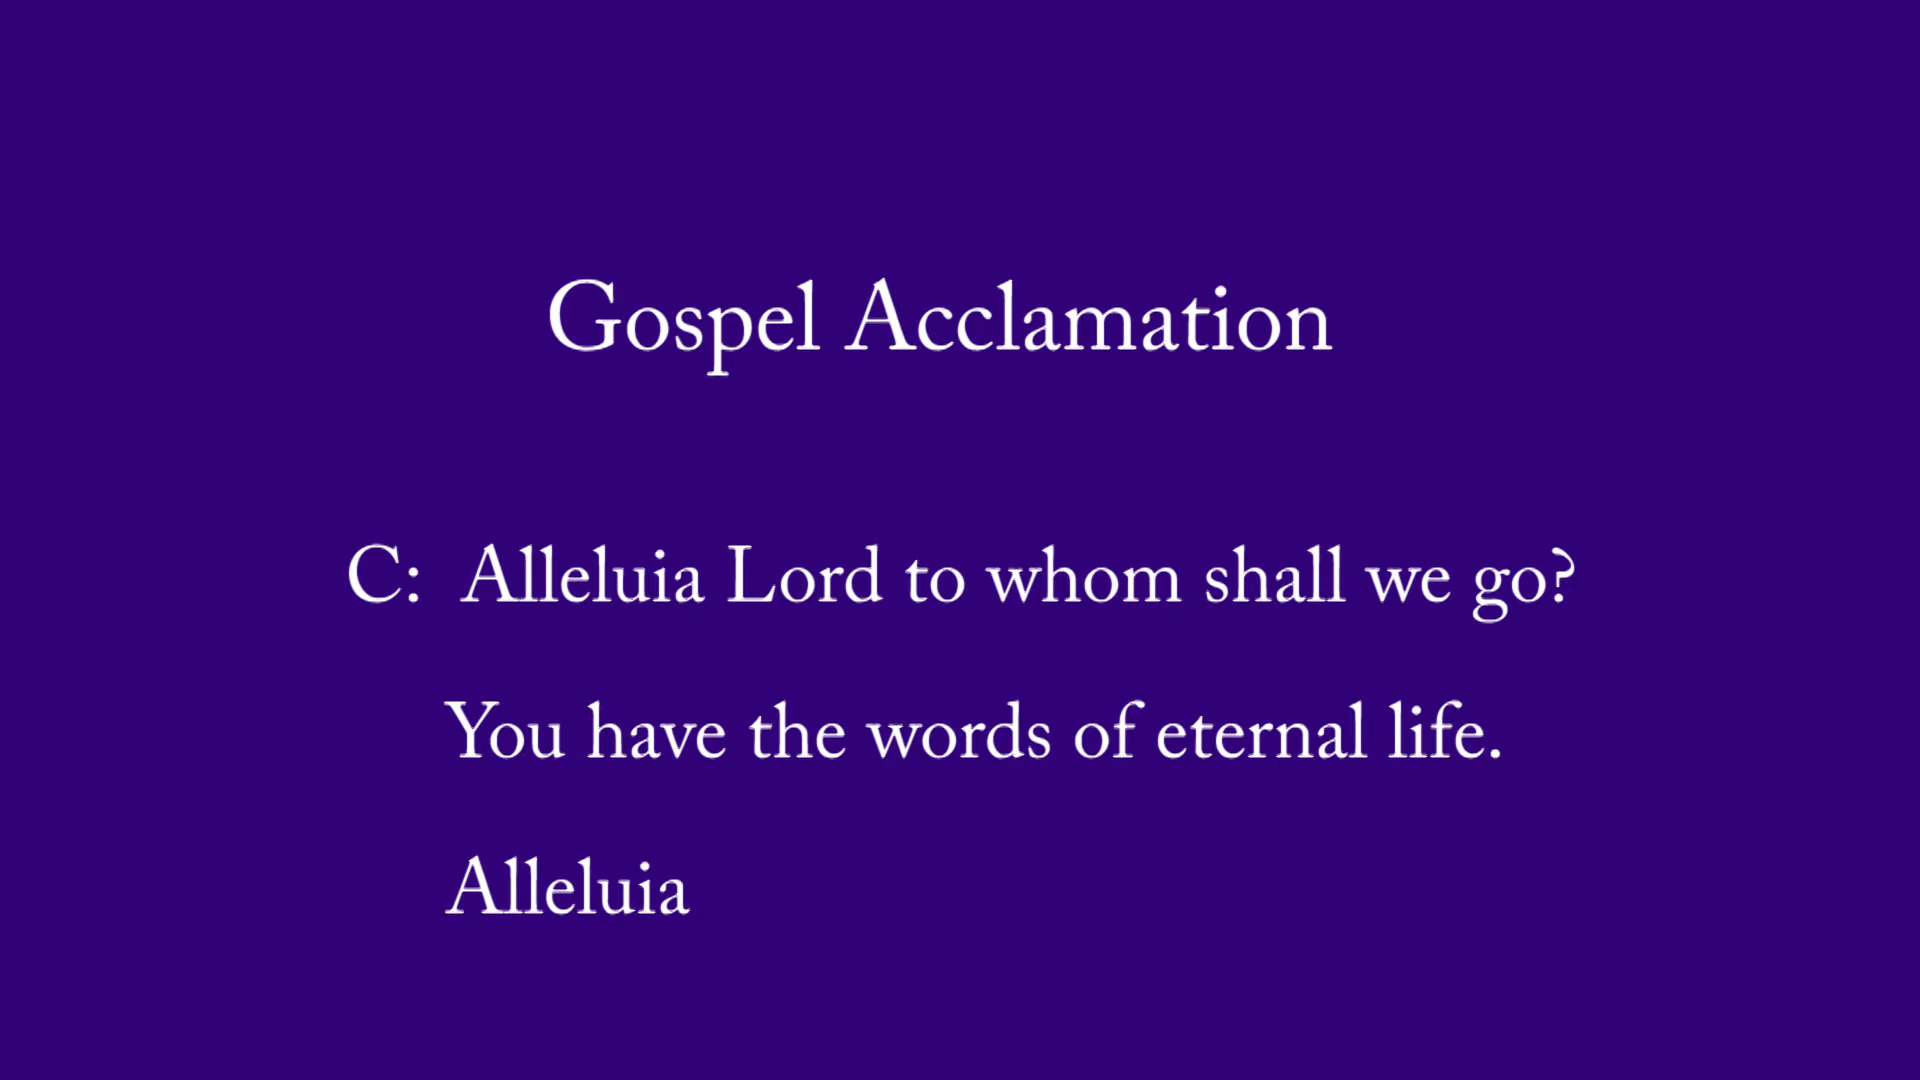 Gospel Acclamation
C: Alleluia Lord to whom shall we go?
You have the words of eternal life.
Alleluia